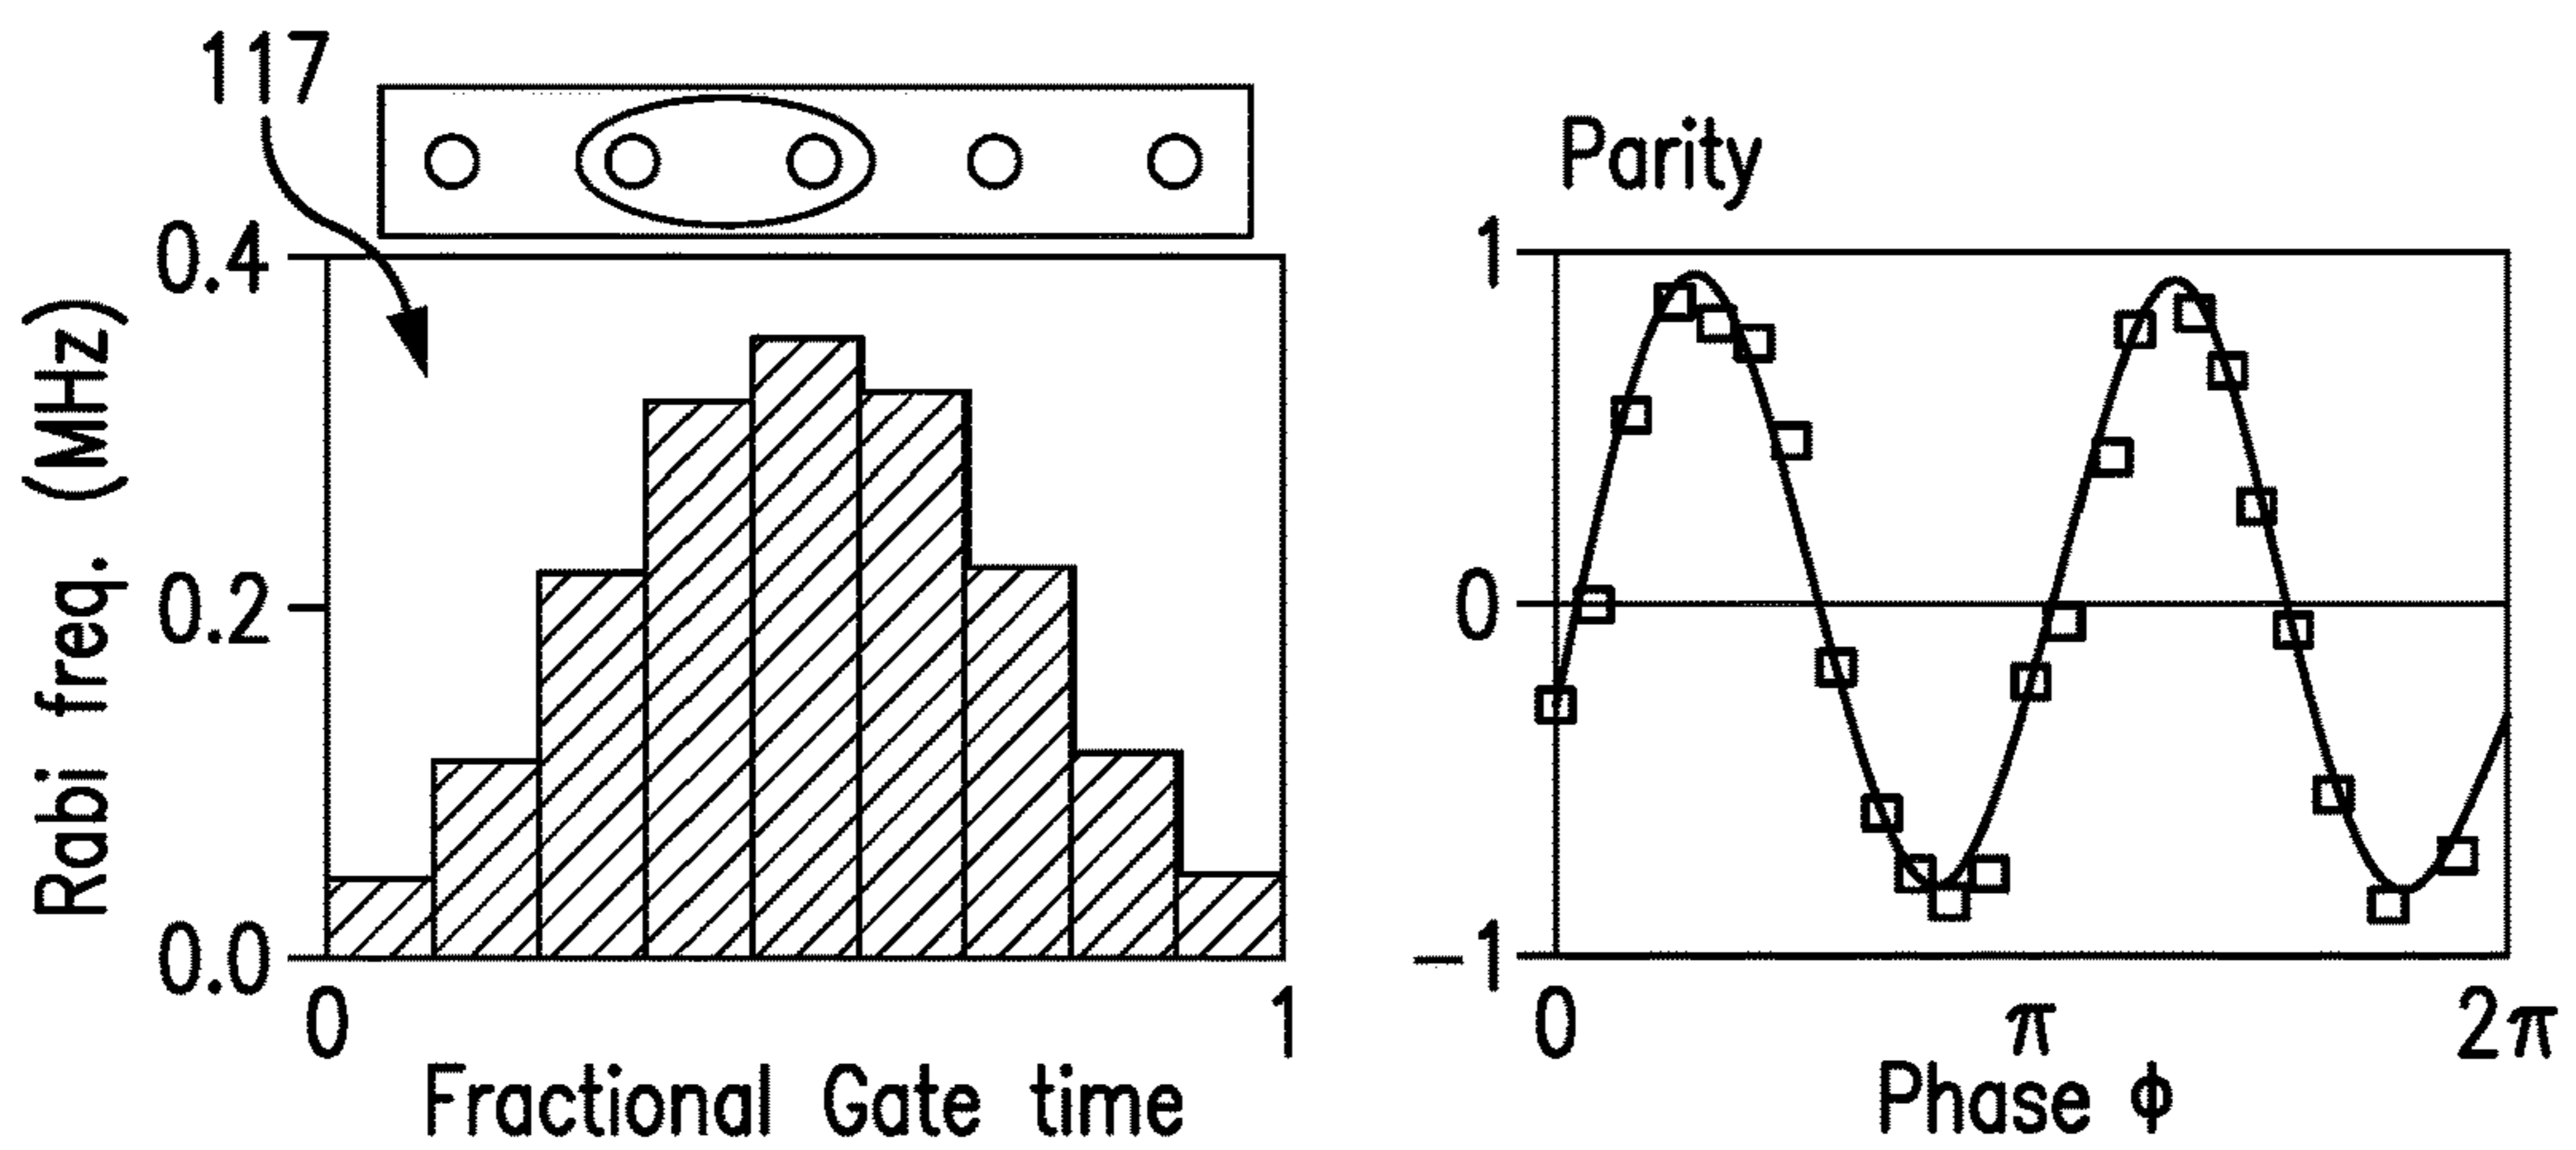 117
0.4
0.2
0.0
Rabi freq. (MHz)
0
1
Fractional Gate time
Parity
1
0
−1
0
π
2π
Phase ϕ